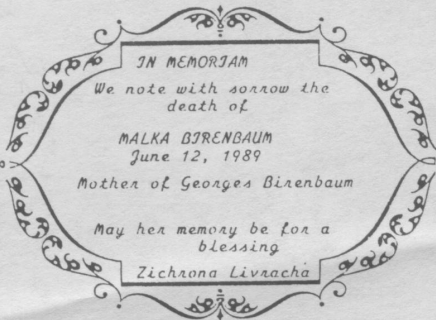 IN MEMORIAM
We note with sorrow the
death of
MALKA BIRENBAUM
June 12, 1989
Mother of Georges Birenbaum
May her memory be for a
blessing
Zichrona Livracha